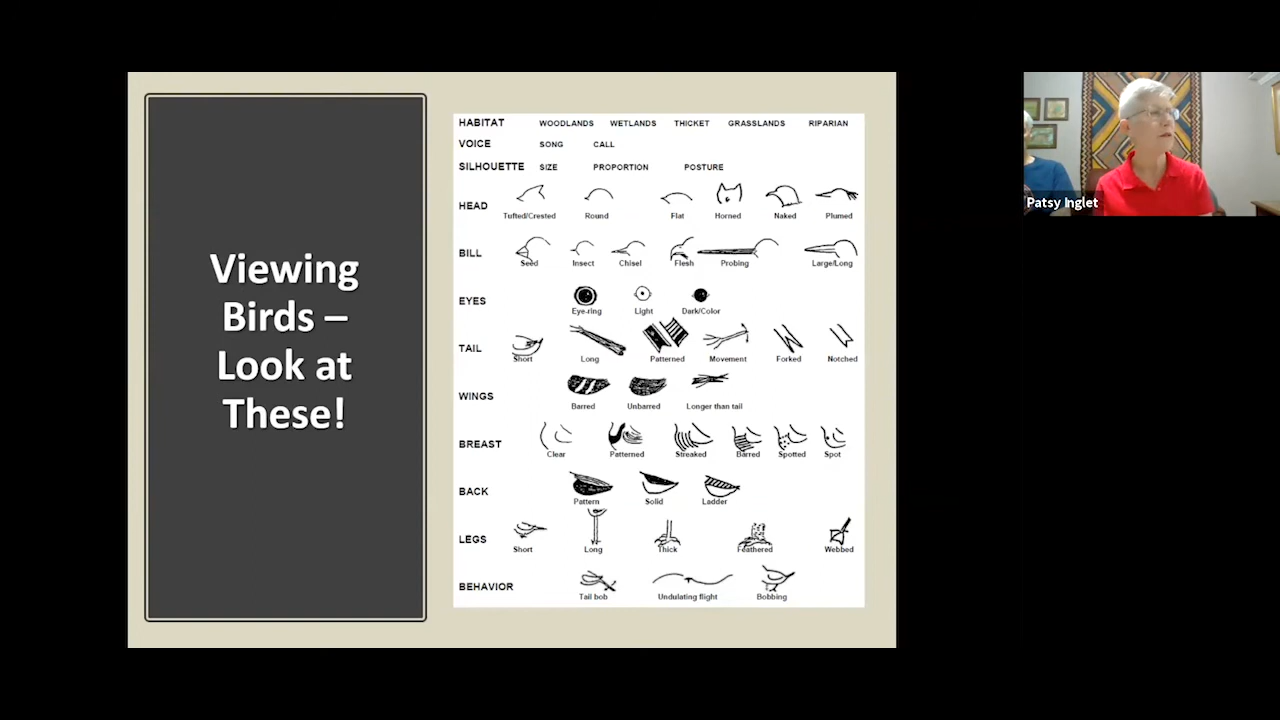 Viewing
Birds –
Look at
These!
HABITAT WOODLANDS WETLANDS THICKET GRASSLANDS RIPARIAN
VOICE SONG CALL
SILHOUETTE SIZE PROPORTION POSTURE
HEAD Tufted/Crested Round Flat Horned Naked Plumed
BILL Seed Insect Chisel Flesh Probing Large/Long
EYES Eye-ring Light Dark/Color
TAIL Short Long Patterned Movement Forked Notched
WINGS Barred Unbarred Longer than tail
BREAST Clear Patterned Streaked Barred Spotted Spot
BACK Pattern Solid Ladder
LEGS Short Long Thick Feathered Webbed
BEHAVIOR Tail bob Undulating flight Bobbing
Patsy Inglet